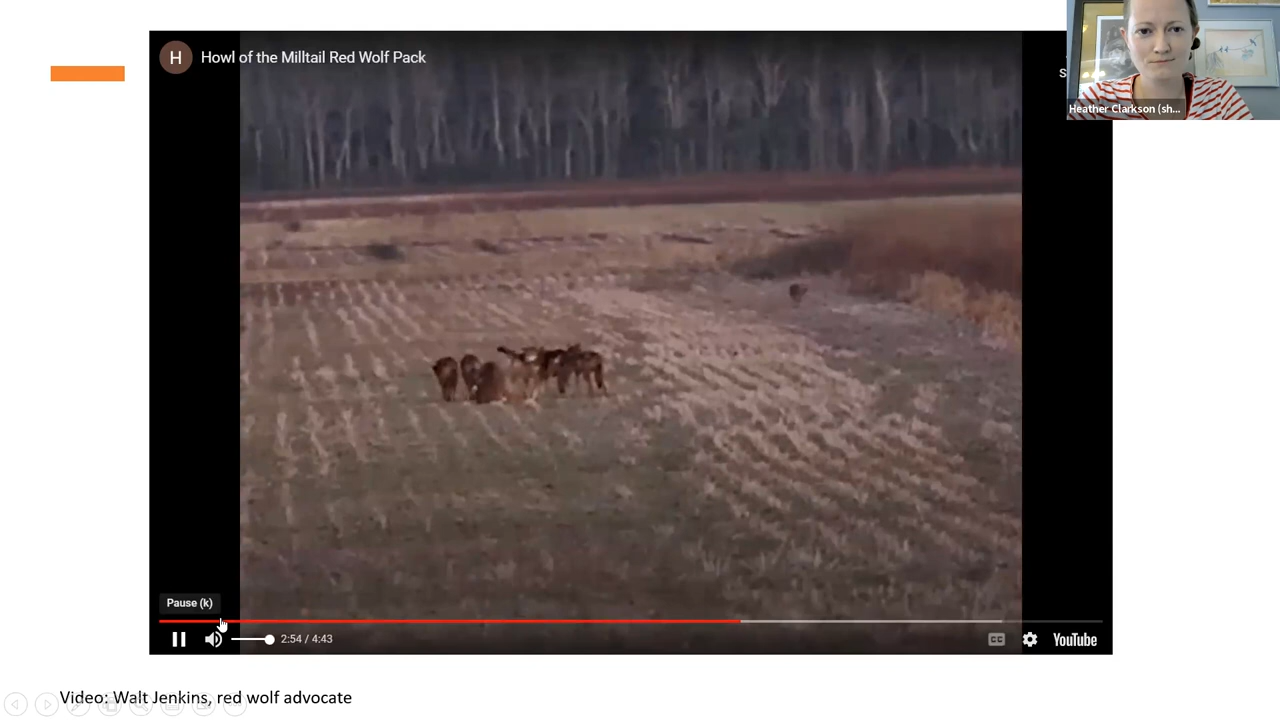 H
Howl of the Milltail Red Wolf Pack
S
Heather Clarkson (sh...
Pause (k)
2:54 / 4:43
CC
YouTube
Video: Walt Jenkins, red wolf advocate